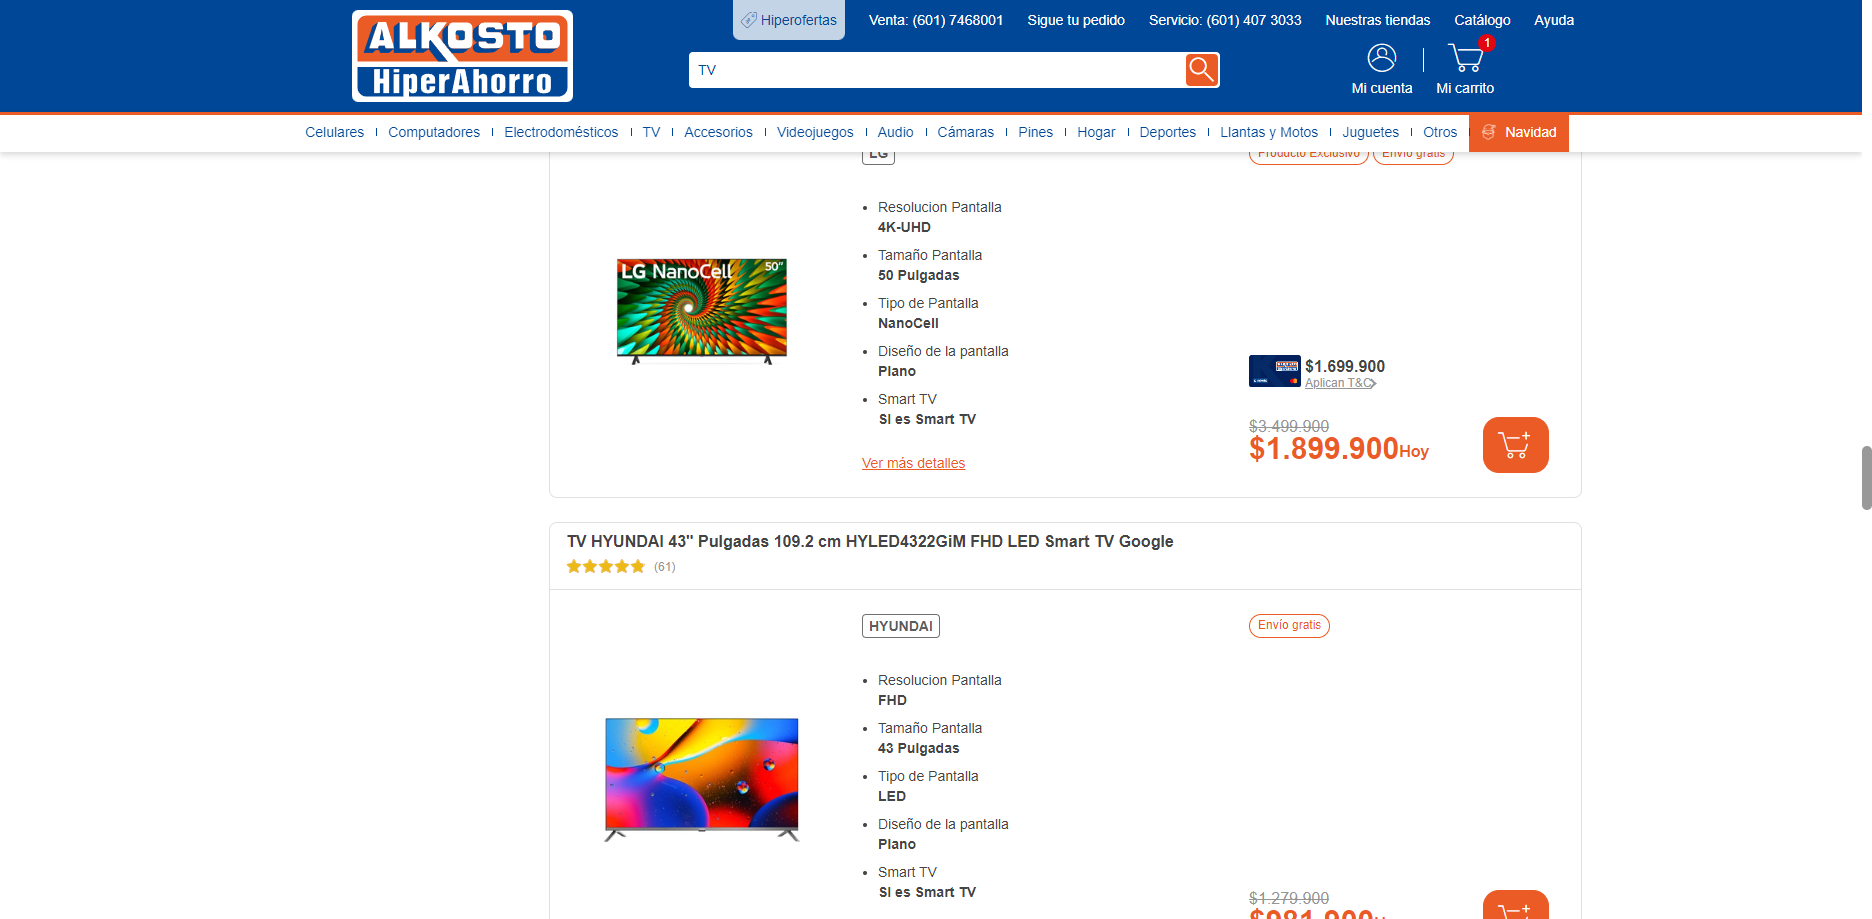 Hiperofertas
Venta: (601) 7468001
Sigue tu pedido
Servicio: (601) 407 3033
Nuestras tiendas
Catálogo
Ayuda
ALKOSTO
HiperAhorro
TV
Mi cuenta
1
Mi carrito
Celulares
Computadores
Electrodomésticos
TV
Accesorios
Videojuegos
Audio
Cámaras
Pines
Hogar
Deportes
Llantas y Motos
Juguetes
Otros
Navidad
LG
Producto Exclusivo
Envío gratis
LG NanoCell 50"
Resolucion Pantalla
4K-UHD
Tamaño Pantalla
50 Pulgadas
Tipo de Pantalla
NanoCell
Diseño de la pantalla
Plano
Smart TV
Si es Smart TV
Ver más detalles
$1.699.900
Aplican T&C
$3.499.900
$1.899.900Hoy
TV HYUNDAI 43" Pulgadas 109.2 cm HYLED4322GiM FHD LED Smart TV Google
(61)
HYUNDAI
Envío gratis
Resolucion Pantalla
FHD
Tamaño Pantalla
43 Pulgadas
Tipo de Pantalla
LED
Diseño de la pantalla
Plano
Smart TV
Si es Smart TV
$1.279.900
$981.900